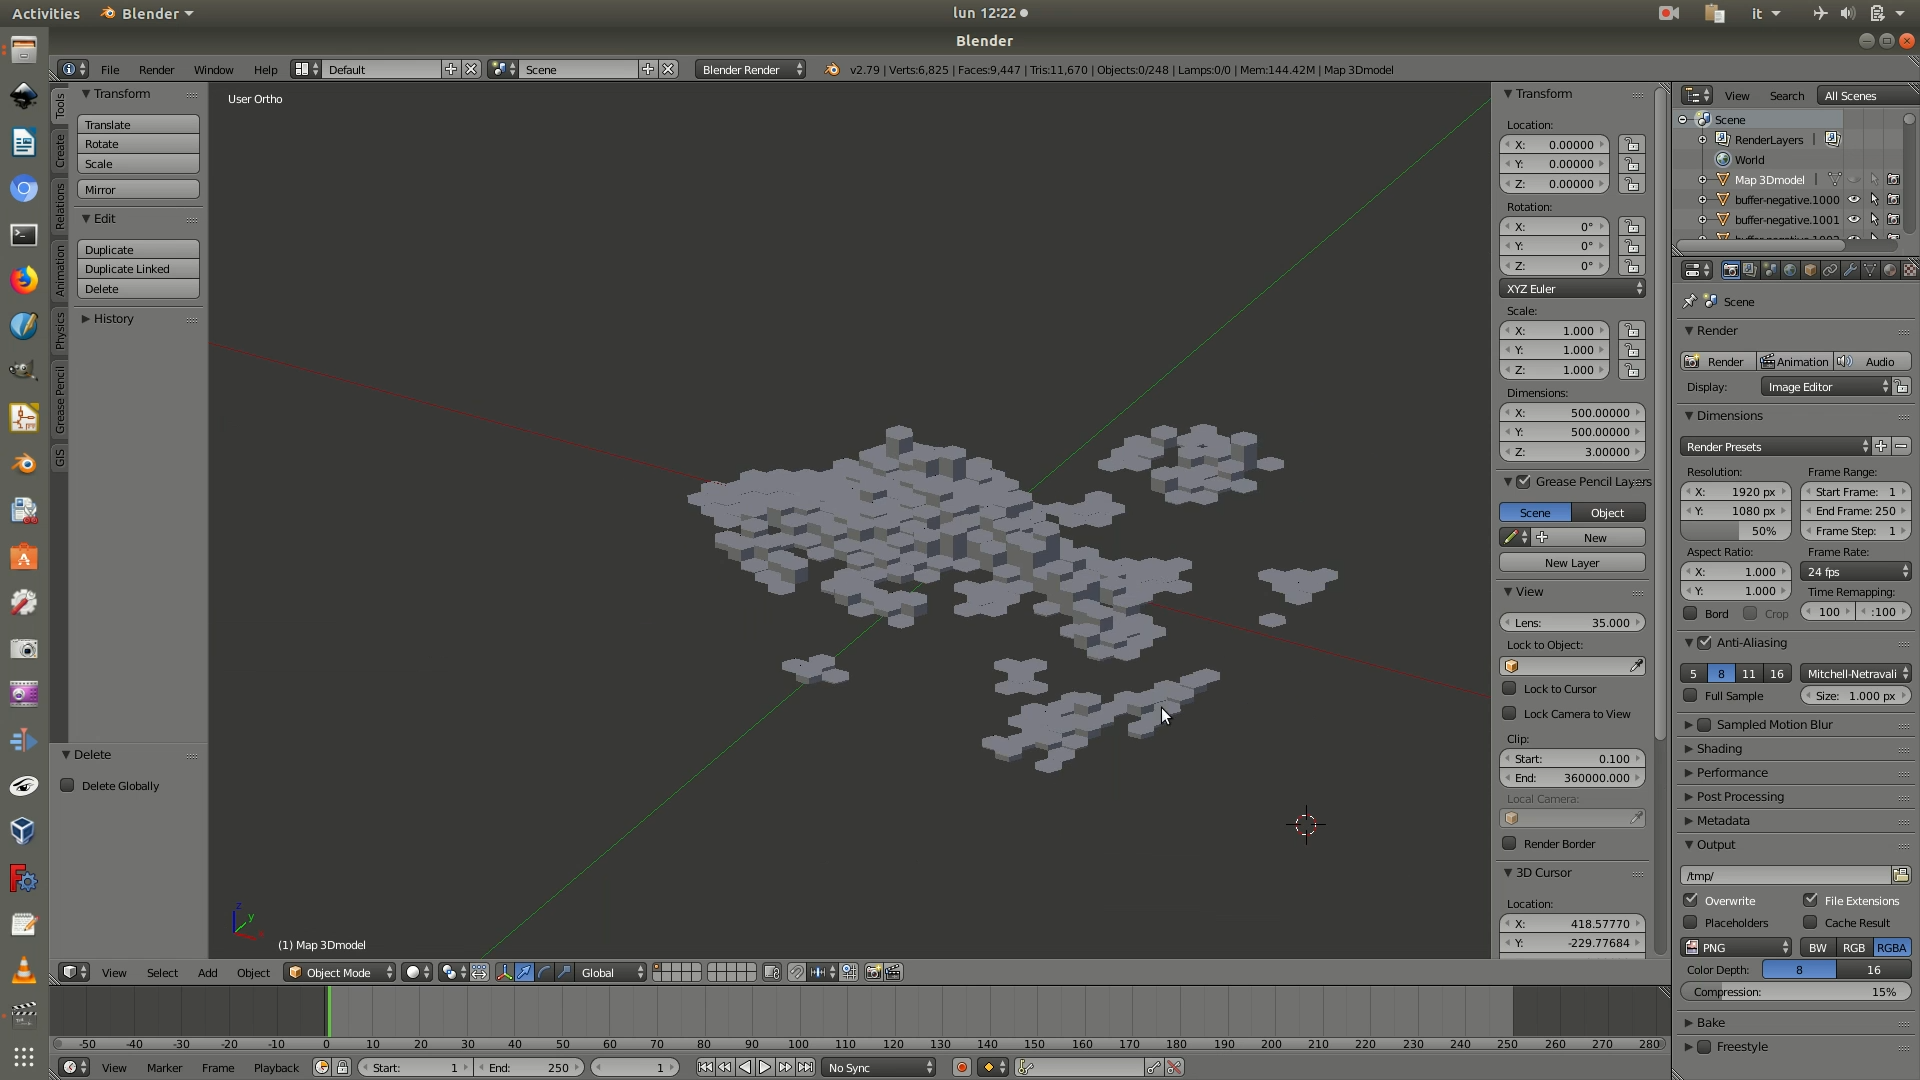 Activities Blender lun 12:22 it
Blender
File Render Window Help Default Scene Blender Render v2.79 | Verts:6,825 | Faces:9,447 | Tris:11,670 | Objects:0/248 | Lamps:0/0 | Mem:144.42M | Map 3Dmodel
Tools
Create
Relations
Animation
Physics
Grease Pencil
GIS
Transform
Translate
Rotate
Scale
Mirror
Edit
Duplicate
Duplicate Linked
Delete
History
Delete
Delete Globally
User Ortho
z
y
(1) Map 3Dmodel
Transform
Location:
X: 0.00000
Y: 0.00000
Z: 0.00000
Rotation:
X: 0°
Y: 0°
Z: 0°
XYZ Euler
Scale:
X: 1.000
Y: 1.000
Z: 1.000
Dimensions:
X: 500.00000
Y: 500.00000
Z: 3.00000
Grease Pencil Layers
Scene Object
New
New Layer
View
Lens: 35.000
Lock to Object:
Lock to Cursor
Lock Camera to View
Clip:
Start: 0.100
End: 360000.000
Local Camera:
Render Border
3D Cursor
Location:
X: 418.57770
Y: -229.77684
View Search All Scenes
Scene
RenderLayers
World
Map 3Dmodel
buffer-negative.1000
buffer-negative.1001
Scene
Render
Render Animation Audio
Display: Image Editor
Dimensions
Render Presets
Resolution: Frame Range:
X: 1920 px Start Frame: 1
Y: 1080 px End Frame: 250
50% Frame Step: 1
Aspect Ratio: Frame Rate:
X: 1.000 24 fps
Y: 1.000 Time Remapping:
Bord Crop 100 :100
Anti-Aliasing
5 8 11 16 Mitchell-Netravali
Full Sample Size: 1.000 px
Sampled Motion Blur
Shading
Performance
Post Processing
Metadata
Output
/tmp/
Overwrite File Extensions
Placeholders Cache Result
PNG BW RGB RGBA
Color Depth: 8 16
Compression: 15%
Bake
Freestyle
View Select Add Object Object Mode Global
-50 -40 -30 -20 -10 0 10 20 30 40 50 60 70 80 90 100 110 120 130 140 150 160 170 180 190 200 210 220 230 240 250 260 270 280
View Marker Frame Playback Start: 1 End: 250 1 No Sync